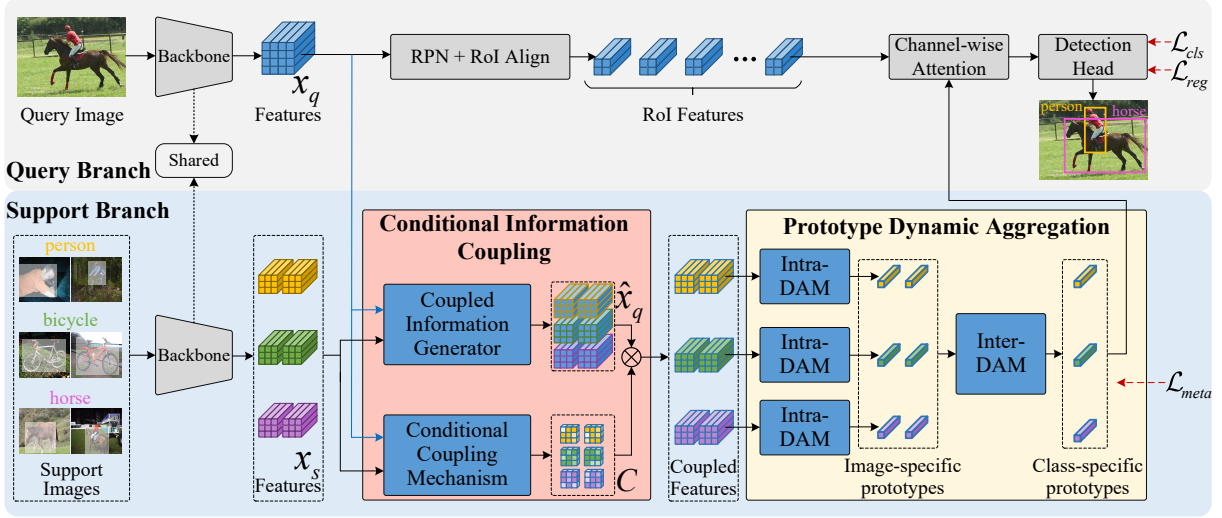 Query Image
Backbone
x_q
Features
RPN + RoI Align
RoI Features
Channel-wise
Attention
Detection
Head
ℒ_cls
ℒ_reg
person
horse
Shared
Query Branch
Support Branch
person
bicycle
horse
Support
Images
Backbone
x_s
Features
Conditional Information
Coupling
Coupled
Information
Generator
x̂_q
Conditional
Coupling
Mechanism
C
Coupled
Features
Prototype Dynamic Aggregation
Intra-
DAM
Intra-
DAM
Intra-
DAM
Image-specific
prototypes
Inter-
DAM
Class-specific
prototypes
ℒ_meta